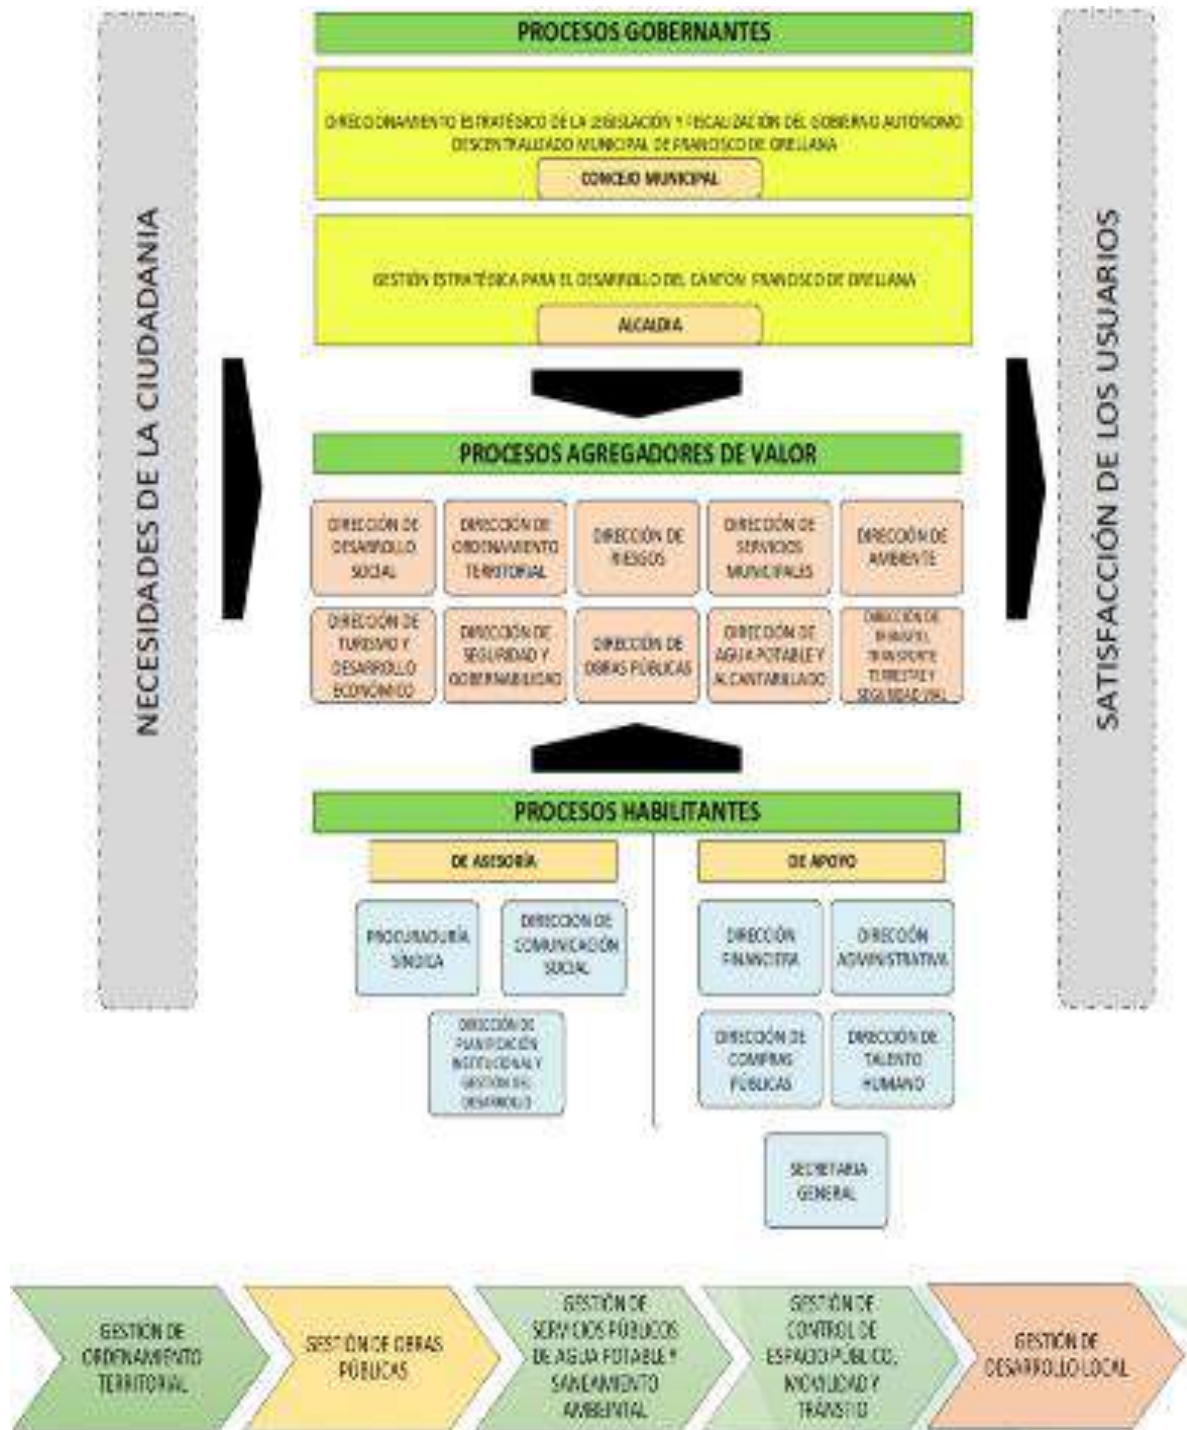 NECESIDADES DE LA CIUDADANIA
PROCESOS GOBERNANTES
DIRECCIONAMIENTO ESTRATÉGICO DE LA LEGISLACIÓN Y FISCALIZACIÓN DEL GOBIERNO AUTÓNOMO
DESCENTRALIZADO MUNICIPAL DE FRANCISCO DE ORELLANA
CONCEJO MUNICIPAL
GESTIÓN ESTRATÉGICA PARA EL DESARROLLO DEL CANTON FRANCISCO DE ORELLANA
ALCALDIA
PROCESOS AGREGADORES DE VALOR
DIRECCIÓN DE
DESARROLLO
SOCIAL
DIRECCIÓN DE
ORDENAMIENTO
TERRITORIAL
DIRECCIÓN DE
RIESGOS
DIRECCIÓN DE
SERVICIOS
MUNICIPALES
DIRECCIÓN DE
AMBIENTE
DIRECCIÓN DE
TURISMO Y
DESARROLLO
ECONÓMICO
DIRECCIÓN DE
SEGURIDAD Y
GOBERNABILIDAD
DIRECCIÓN DE
OBRAS PÚBLICAS
DIRECCIÓN DE
AGUA POTABLE Y
ALCANTARILLADO
DIRECCIÓN DE
TRÁNSITO,
TRANSPORTE
TERRESTRE Y
SEGURIDAD VIAL
PROCESOS HABILITANTES
DE ASESORÍA
PROCURADURÍA
SÍNDICA
DIRECCION DE
COMUNICACIÓN
SOCIAL
DIRECCIÓN DE
PLANIFICACIÓN
INSTITUCIONAL Y
GESTIÓN DEL
DESARROLLO
DE APOYO
DIRECCIÓN
FINANCIERA
DIRECCIÓN
ADMINISTRATIVA
DIRECCIÓN DE
COMPRAS
PÚBLICAS
DIRECCIÓN DE
TALENTO
HUMANO
SECRETARIA
GENERAL
SATISFACCIÓN DE LOS USUARIOS
GESTIÓN DE
ORDENAMIENTO
TERRITORIAL
GESTIÓN DE OBRAS
PÚBLICAS
GESTIÓN DE
SERVICIOS PÚBLICOS
DE AGUA POTABLE Y
SANEAMIENTO
AMBEINTAL
GESTIÓN DE
CONTROL DE
ESPACIO PÚBLICO,
MOVILIDAD Y
TRÁNSITO
GESTIÓN DE
DESARROLLO LOCAL